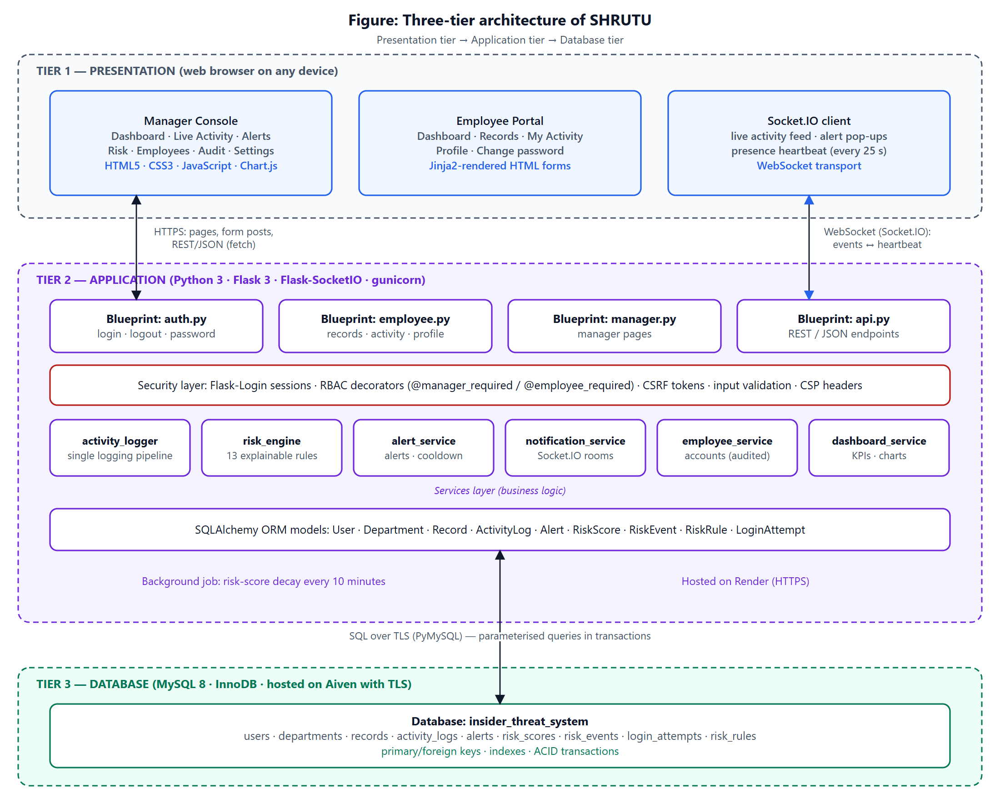 Figure: Three-tier architecture of SHRUTU
Presentation tier → Application tier → Database tier
TIER 1 — PRESENTATION (web browser on any device)
Manager Console
Dashboard · Live Activity · Alerts
Risk · Employees · Audit · Settings
HTML5 · CSS3 · JavaScript · Chart.js
Employee Portal
Dashboard · Records · My Activity
Profile · Change password
Jinja2-rendered HTML forms
Socket.IO client
live activity feed · alert pop-ups
presence heartbeat (every 25 s)
WebSocket transport
HTTPS: pages, form posts,
REST/JSON (fetch)
WebSocket (Socket.IO):
events ↔ heartbeat
TIER 2 — APPLICATION (Python 3 · Flask 3 · Flask-SocketIO · gunicorn)
Blueprint: auth.py
login · logout · password
Blueprint: employee.py
records · activity · profile
Blueprint: manager.py
manager pages
Blueprint: api.py
REST / JSON endpoints
Security layer: Flask-Login sessions · RBAC decorators (@manager_required / @employee_required) · CSRF tokens · input validation · CSP headers
activity_logger
single logging pipeline
risk_engine
13 explainable rules
alert_service
alerts · cooldown
notification_service
Socket.IO rooms
employee_service
accounts (audited)
dashboard_service
KPIs · charts
Services layer (business logic)
SQLAlchemy ORM models: User · Department · Record · ActivityLog · Alert · RiskScore · RiskEvent · RiskRule · LoginAttempt
Background job: risk-score decay every 10 minutes
Hosted on Render (HTTPS)
SQL over TLS (PyMySQL) — parameterised queries in transactions
TIER 3 — DATABASE (MySQL 8 · InnoDB · hosted on Aiven with TLS)
Database: insider_threat_system
users · departments · records · activity_logs · alerts · risk_scores · risk_events · login_attempts · risk_rules
primary/foreign keys · indexes · ACID transactions